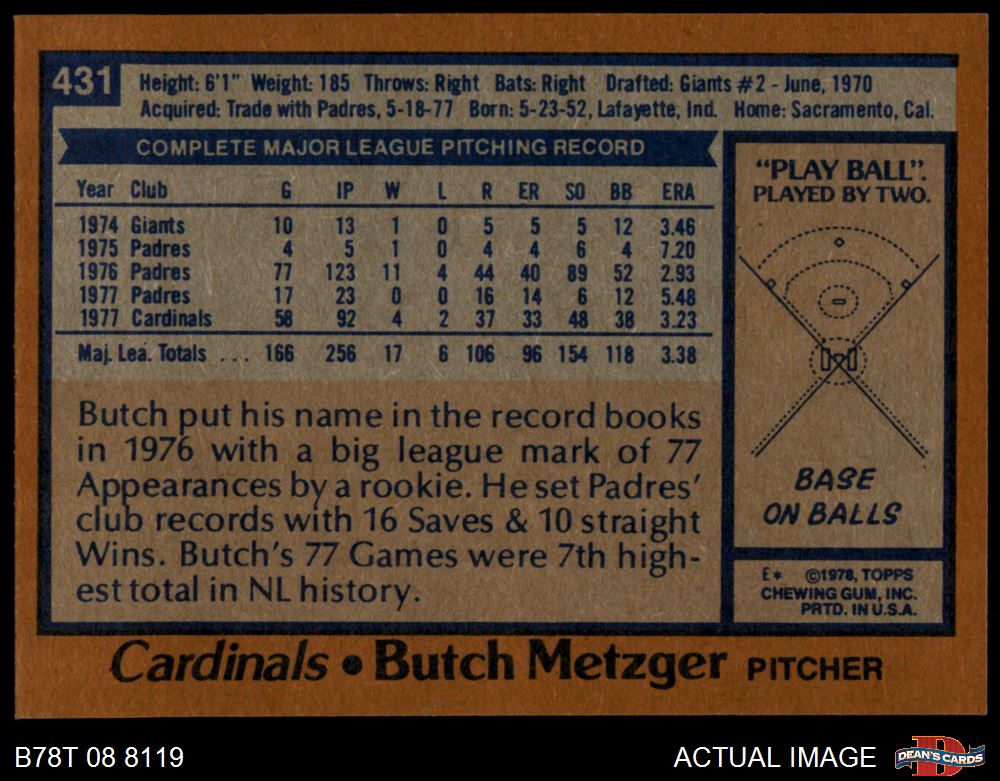 431
Height: 6'1" Weight: 185 Throws: Right Bats: Right Drafted: Giants #2 - June, 1970
Acquired: Trade with Padres, 5-18-77 Born: 5-23-52, Lafayette, Ind. Home: Sacramento, Cal.
COMPLETE MAJOR LEAGUE PITCHING RECORD
Year Club G IP W L R ER SO BB ERA
1974 Giants 10 13 1 0 5 5 5 12 3.46
1975 Padres 4 5 1 0 4 4 6 4 7.20
1976 Padres 77 123 11 4 44 40 89 52 2.93
1977 Padres 17 23 0 0 16 14 6 12 5.48
1977 Cardinals 58 92 4 2 37 33 48 38 3.23
Maj. Lea. Totals ... 166 256 17 6 106 96 154 118 3.38
Butch put his name in the record books
in 1976 with a big league mark of 77
Appearances by a rookie. He set Padres'
club records with 16 Saves & 10 straight
Wins. Butch's 77 Games were 7th high-
est total in NL history.
"PLAY BALL".
PLAYED BY TWO.
BASE
ON BALLS
E* ©1978, TOPPS
CHEWING GUM, INC.
PRTD. IN U.S.A.
Cardinals • Butch Metzger PITCHER
B78T 08 8119
ACTUAL IMAGE
DEAN'S CARDS